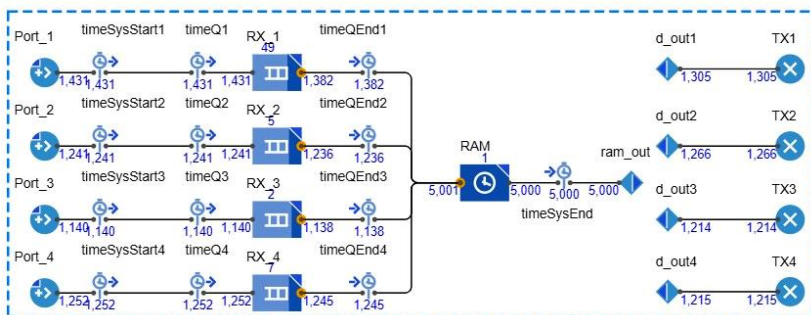 Port_1 timeSysStart1 timeQ1 RX_1 timeQEnd1 d_out1 TX1
49
1,431 1,431 1,431 1,431 1,382 1,382 1,305 1,305
Port_2 timeSysStart2 timeQ2 RX_2 timeQEnd2 d_out2 TX2
5
1,241 1,241 1,241 1,241 1,236 1,236 1,266 1,266
RAM ram_out
1
5,001 5,000 5,000 5,000
timeSysEnd
Port_3 timeSysStart3 timeQ3 RX_3 timeQEnd3 d_out3 TX3
2
1,140 1,140 1,140 1,140 1,138 1,138 1,214 1,214
Port_4 timeSysStart4 timeQ4 RX_4 timeQEnd4 d_out4 TX4
7
1,252 1,252 1,252 1,252 1,245 1,245 1,215 1,215